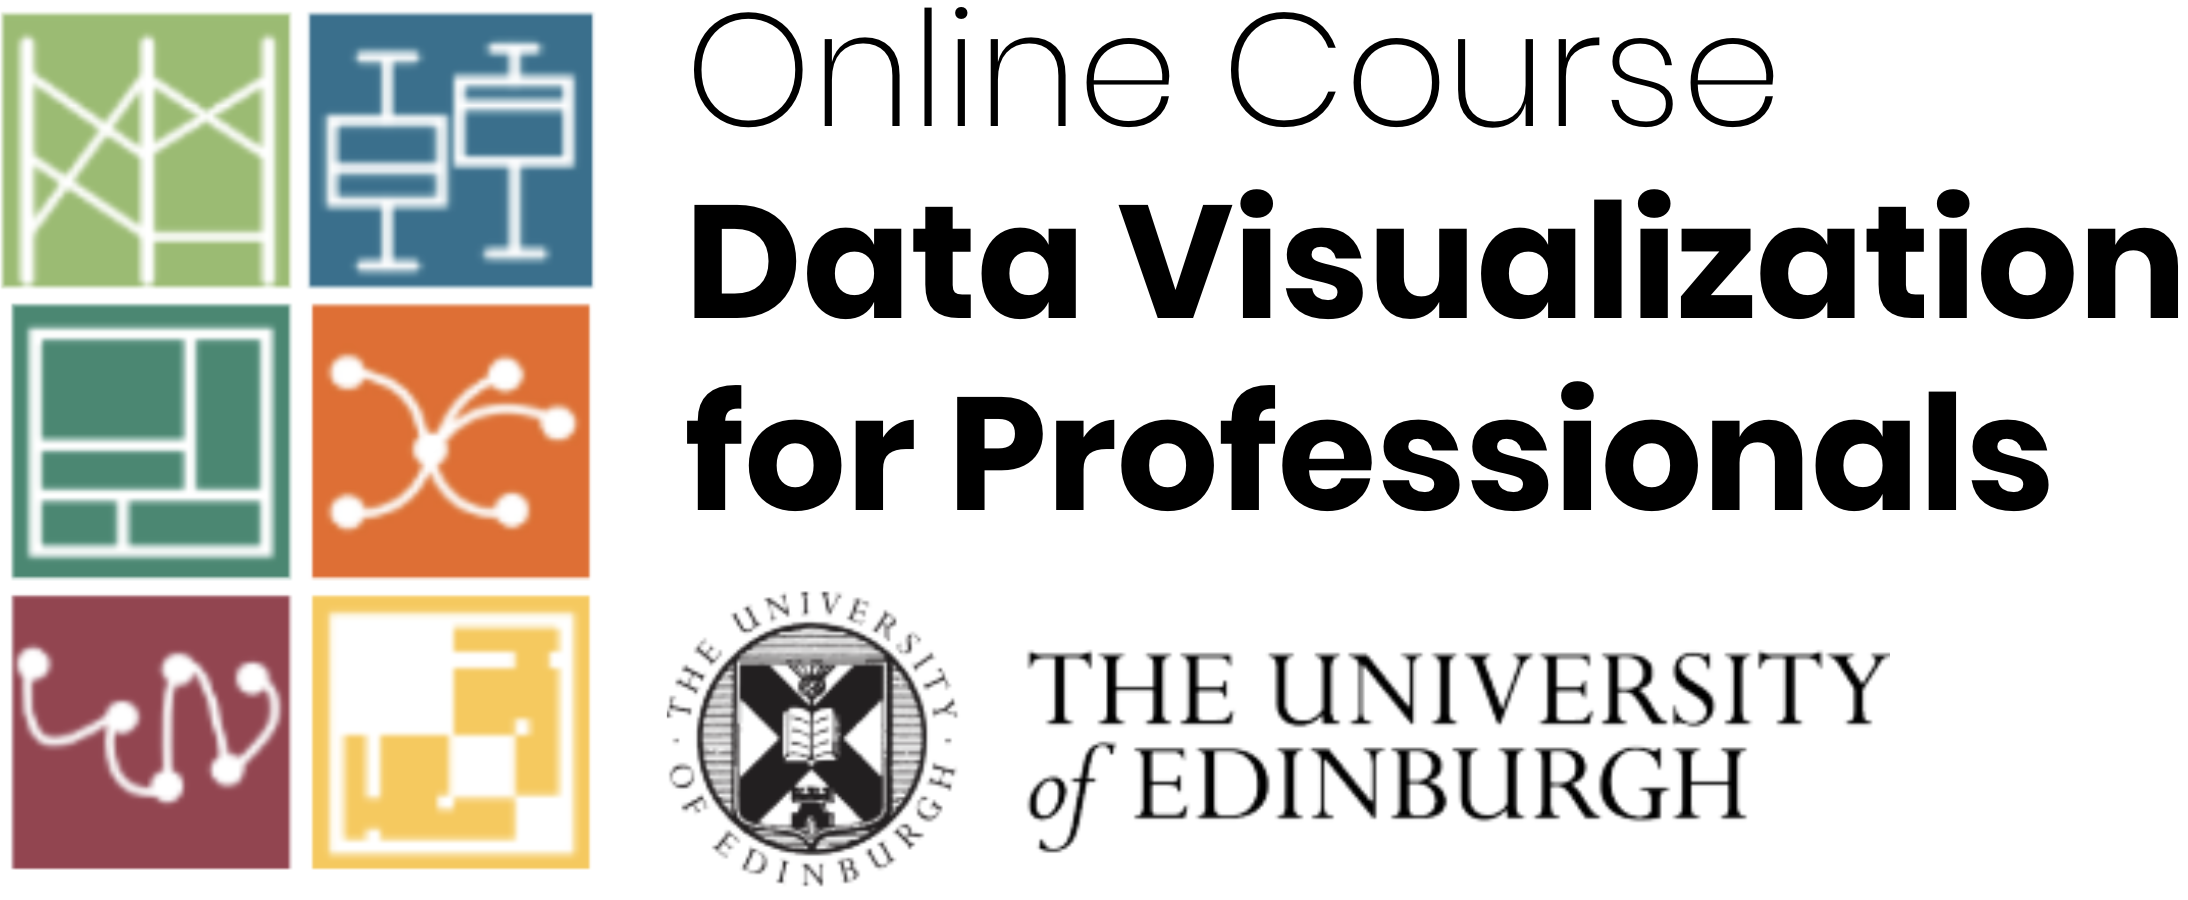 Online Course
Data Visualization
for Professionals
THE UNIVERSITY
OF EDINBURGH
THE UNIVERSITY
of EDINBURGH